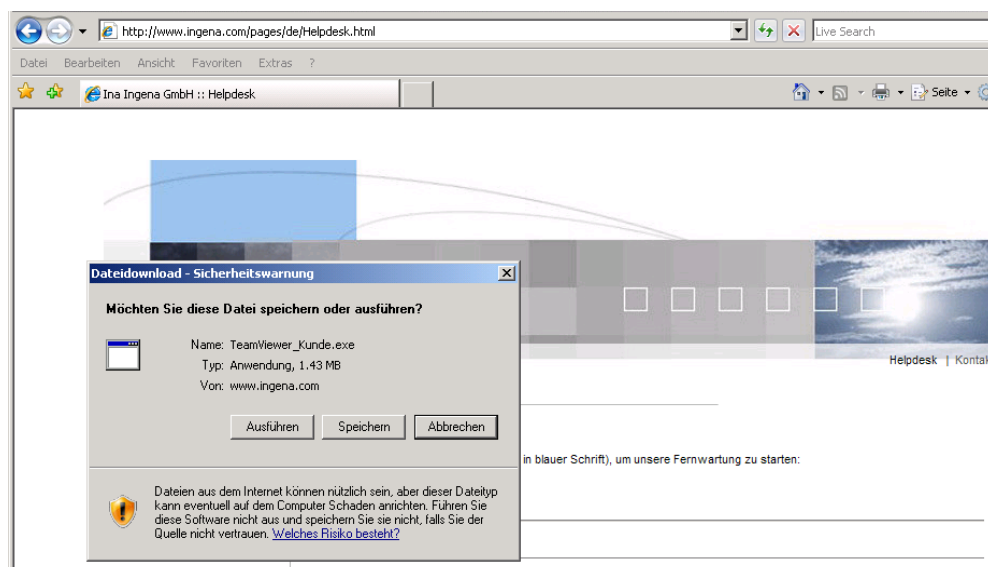 http://www.ingena.com/pages/de/Helpdesk.html
Live Search
Datei Bearbeiten Ansicht Favoriten Extras ?
Ina Ingena GmbH :: Helpdesk
Seite
Dateidownload - Sicherheitswarnung
Möchten Sie diese Datei speichern oder ausführen?
Name: TeamViewer_Kunde.exe
Typ: Anwendung, 1.43 MB
Von: www.ingena.com
Ausführen Speichern Abbrechen
Helpdesk | Kontak
in blauer Schrift), um unsere Fernwartung zu starten:
Dateien aus dem Internet können nützlich sein, aber dieser Dateityp
kann eventuell auf dem Computer Schaden anrichten. Führen Sie
diese Software nicht aus und speichern Sie sie nicht, falls Sie der
Quelle nicht vertrauen. Welches Risiko besteht?